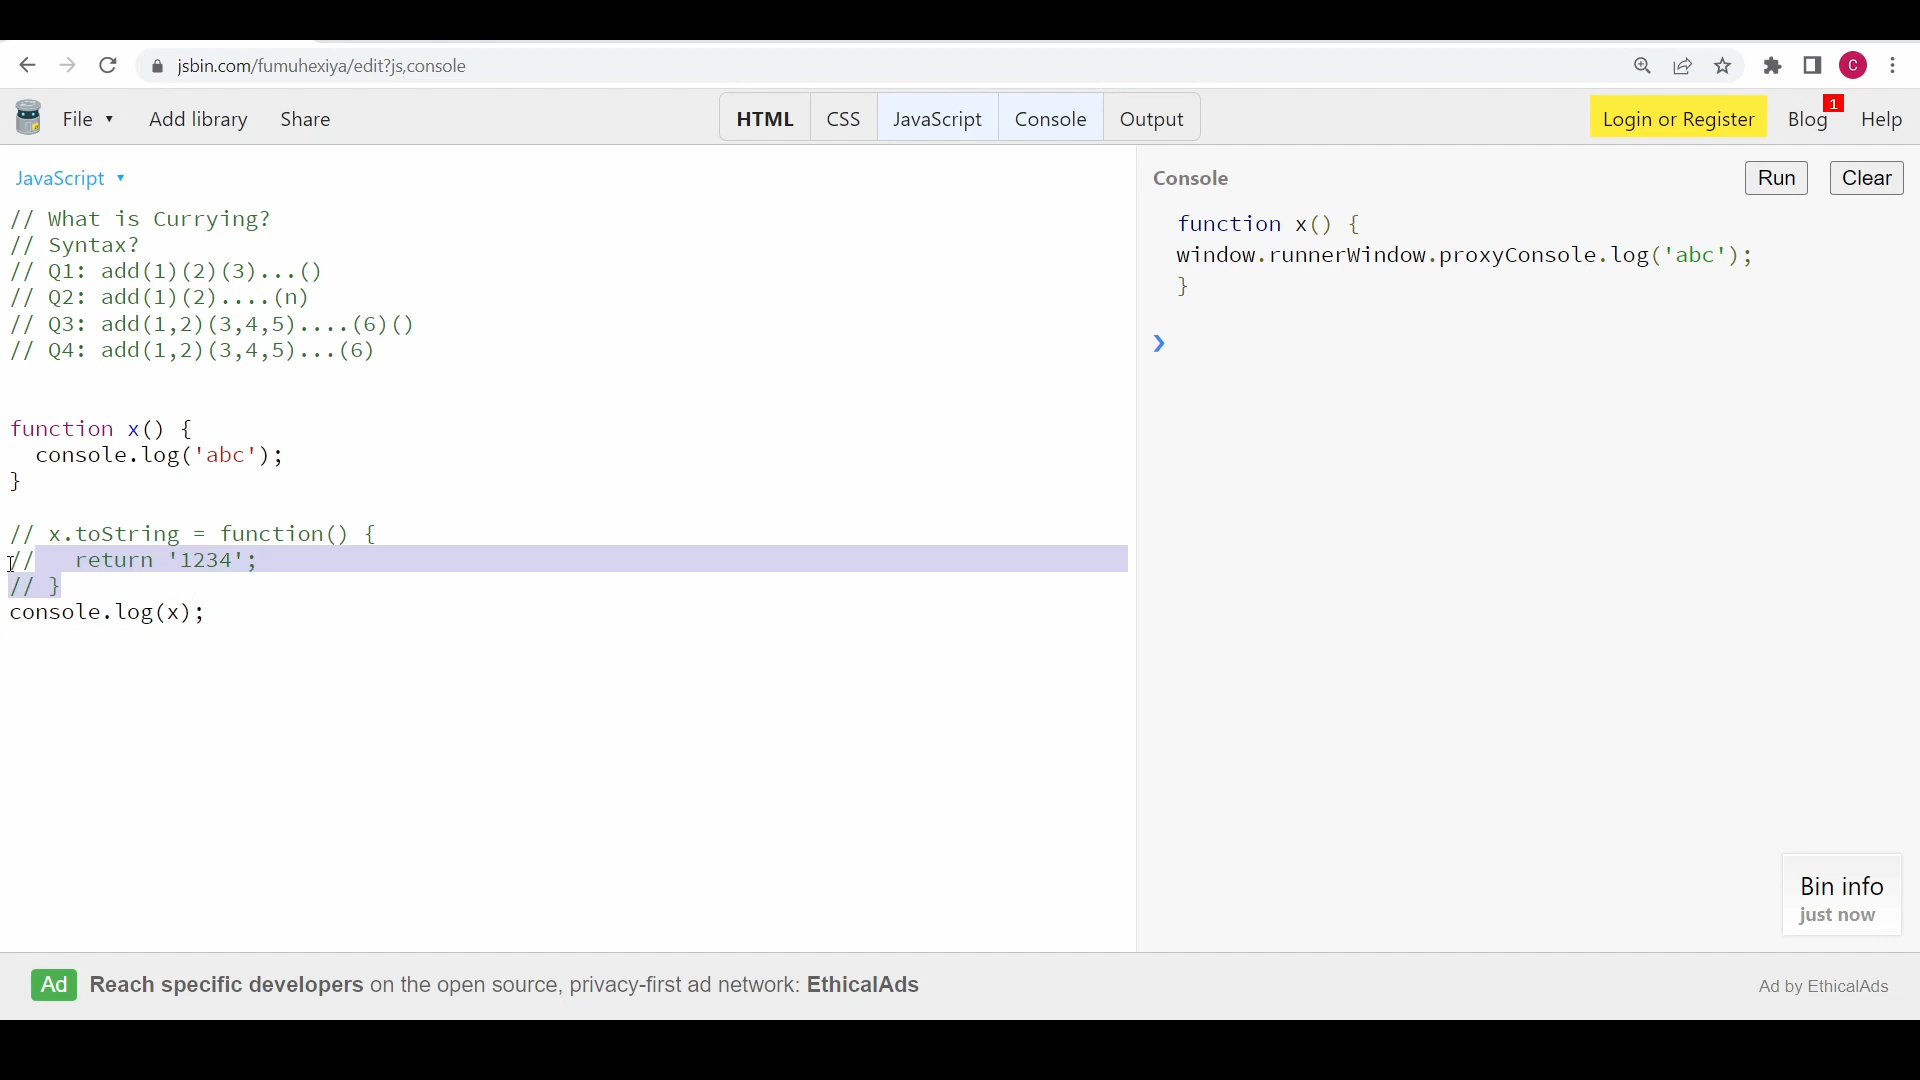 jsbin.com/fumuhexiya/edit?js,console
C
File ▼ Add library Share HTML CSS JavaScript Console Output Login or Register Blog 1 Help
JavaScript ▼
// What is Currying?
// Syntax?
// Q1: add(1)(2)(3)...()
// Q2: add(1)(2)....(n)
// Q3: add(1,2)(3,4,5)....(6)()
// Q4: add(1,2)(3,4,5)...(6)
function x() {
  console.log('abc');
}
// x.toString = function() {
//   return '1234';
// }
console.log(x);
Console Run Clear
function x() {
window.runnerWindow.proxyConsole.log('abc');
}
Bin info
just now
Ad Reach specific developers on the open source, privacy-first ad network: EthicalAds
Ad by EthicalAds